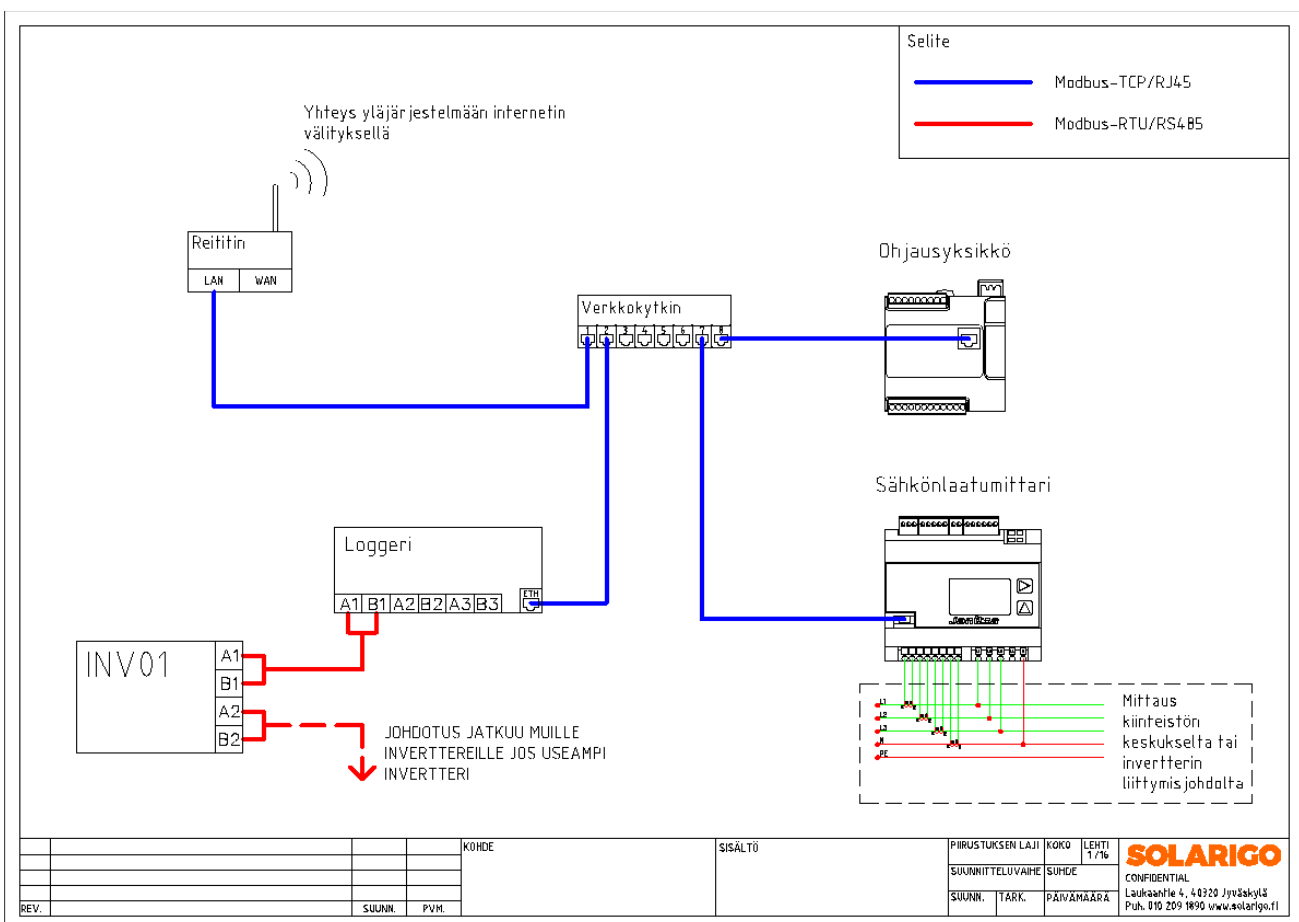 Selite
Modbus-TCP/RJ45
Modbus-RTU/RS485
Yhteys yläjärjestelmään internetin
välityksellä
Reititin
LAN WAN
Verkkokytkin
1 2 3 4 5 6 7 8
Ohjausyksikkö
Sähkönlaatumittari
Janitza
Loggeri
ETH
A1 B1 A2 B2 A3 B3
INV01
A1
B1
A2
B2
JOHDOTUS JATKUU MUILLE
INVERTTEREILLE JOS USEAMPI
INVERTTERI
L1
L2
L3
N
PE
Mittaus
kiinteistön
keskukselta tai
invertterin
liittymisjohdolta
REV. SUUNN. PVM.
KOHDE
SISÄLTÖ
PIIRUSTUKSEN LAJI KOKO LEHTI
1 /16
SUUNNITTELUVAIHE SUHDE
SUUNN. TARK. PÄIVÄMÄÄRÄ
SOLARIGO
CONFIDENTIAL
Laukaantie 4, 40320 Jyväskylä
Puh. 010 209 1890 www.solarigo.fi